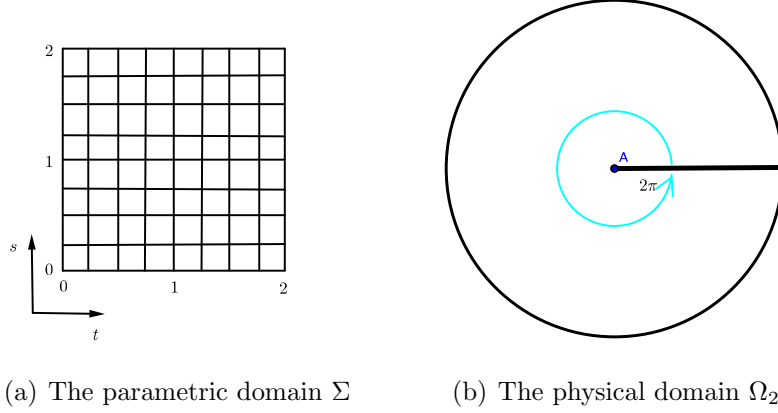 2
1
s
0
0
1
2
t
A
2π
(a) The parametric domain Σ
(b) The physical domain Ω₂